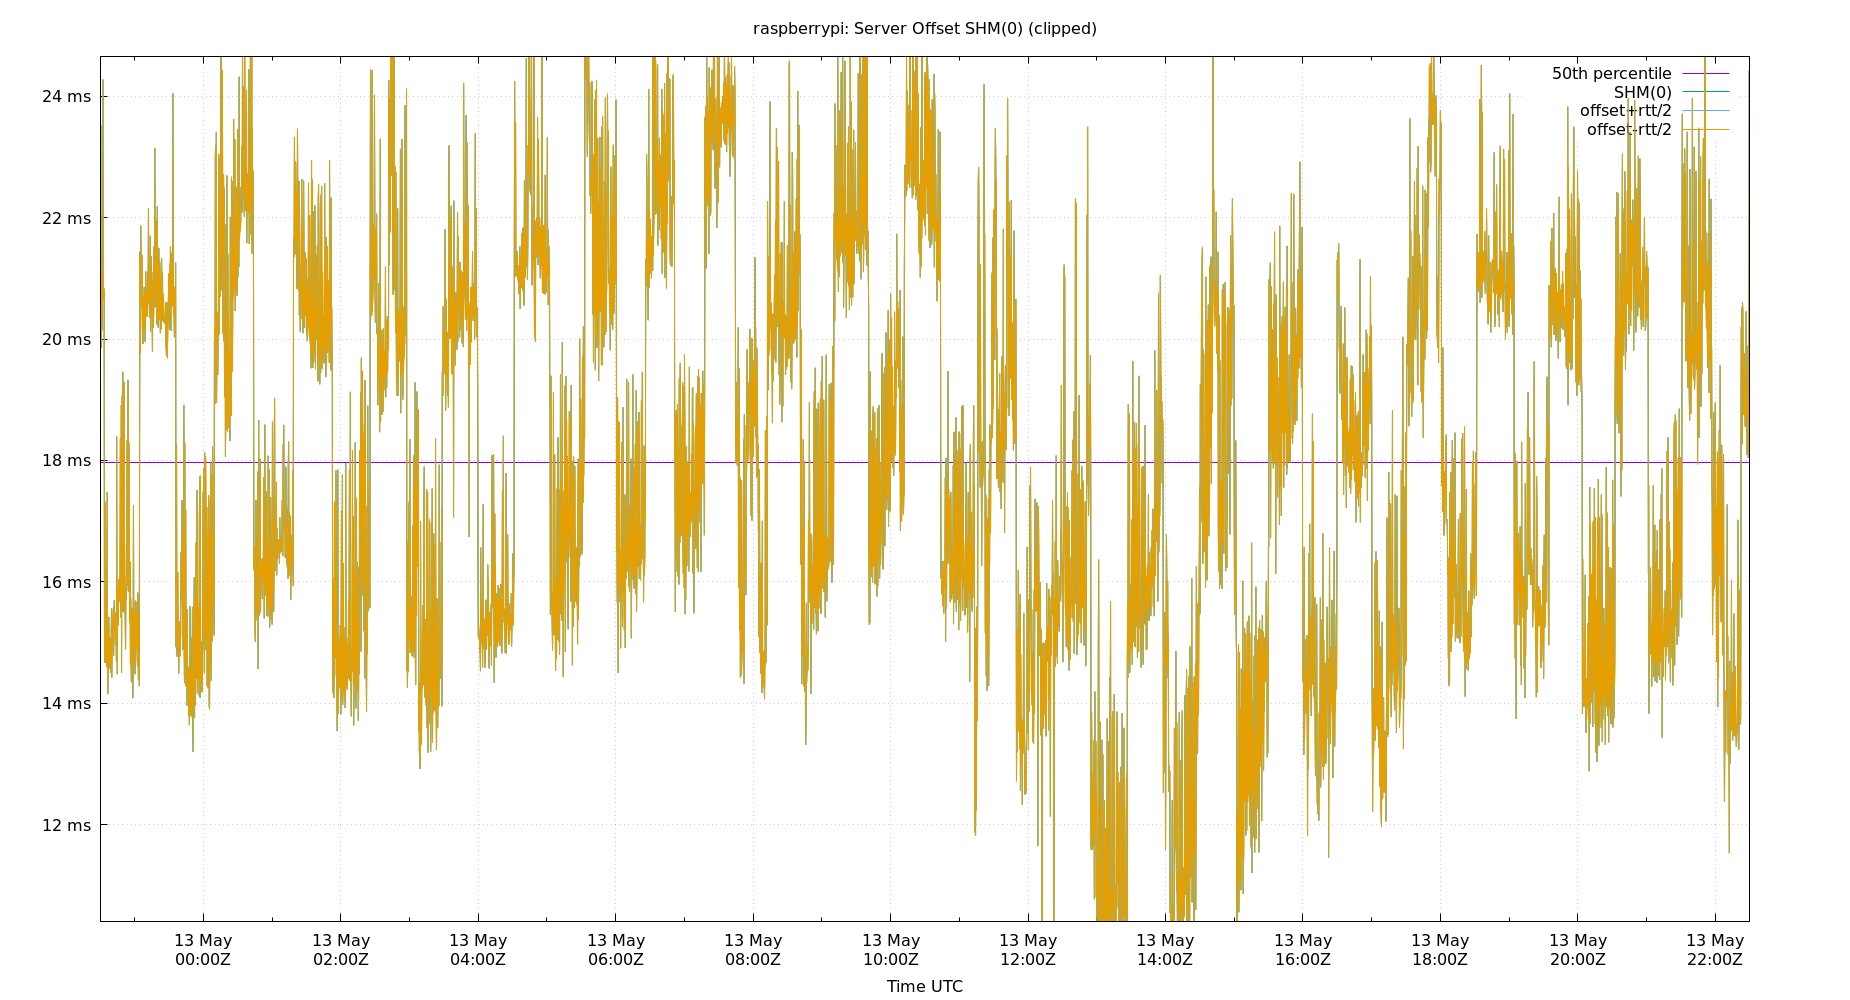 raspberrypi: Server Offset SHM(0) (clipped)
50th percentile
SHM(0)
offset+rtt/2
offset-rtt/2
24 ms
22 ms
20 ms
18 ms
16 ms
14 ms
12 ms
13 May 13 May 13 May 13 May 13 May 13 May 13 May 13 May 13 May 13 May 13 May 13 May
00:00Z 02:00Z 04:00Z 06:00Z 08:00Z 10:00Z 12:00Z 14:00Z 16:00Z 18:00Z 20:00Z 22:00Z
Time UTC